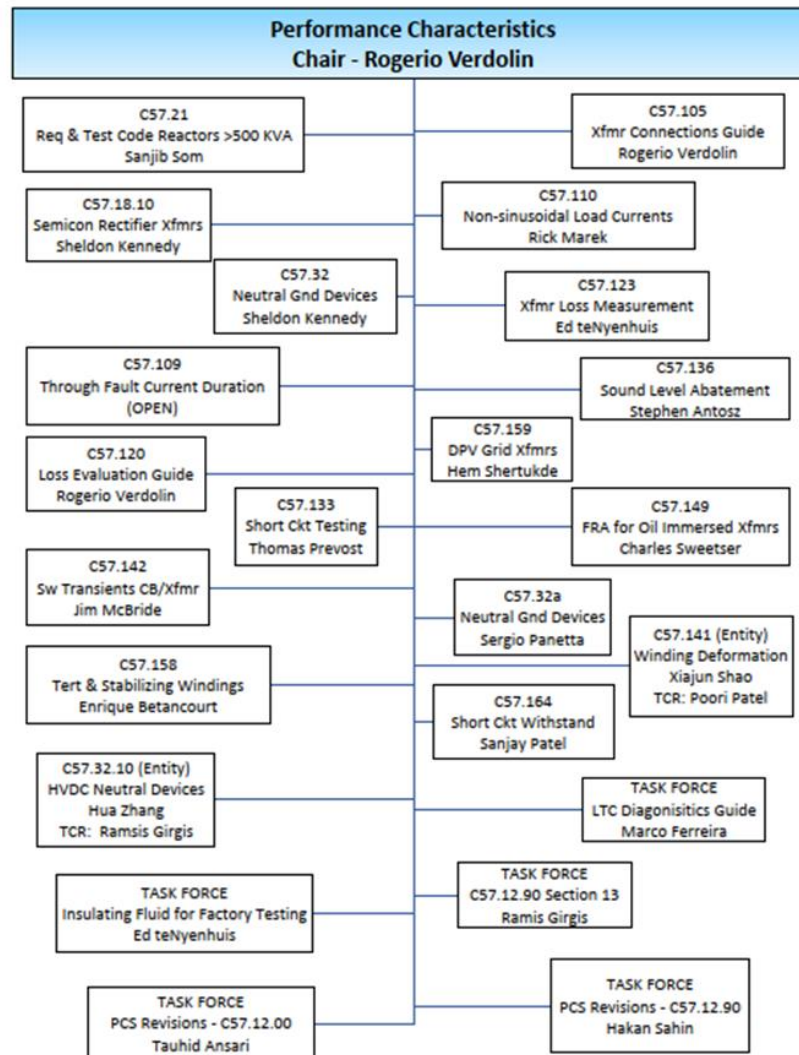 Performance Characteristics
Chair - Rogerio Verdolin
C57.21
Req & Test Code Reactors >500 KVA
Sanjib Som
C57.105
Xfmr Connections Guide
Rogerio Verdolin
C57.18.10
Semicon Rectifier Xfmrs
Sheldon Kennedy
C57.110
Non-sinusoidal Load Currents
Rick Marek
C57.32
Neutral Gnd Devices
Sheldon Kennedy
C57.123
Xfmr Loss Measurement
Ed teNyenhuis
C57.109
Through Fault Current Duration
(OPEN)
C57.136
Sound Level Abatement
Stephen Antosz
C57.120
Loss Evaluation Guide
Rogerio Verdolin
C57.159
DPV Grid Xfmrs
Hem Shertukde
C57.133
Short Ckt Testing
Thomas Prevost
C57.149
FRA for Oil Immersed Xfmrs
Charles Sweetser
C57.142
Sw Transients CB/Xfmr
Jim McBride
C57.32a
Neutral Gnd Devices
Sergio Panetta
C57.141 (Entity)
Winding Deformation
Xiajun Shao
TCR: Poori Patel
C57.158
Tert & Stabilizing Windings
Enrique Betancourt
C57.164
Short Ckt Withstand
Sanjay Patel
C57.32.10 (Entity)
HVDC Neutral Devices
Hua Zhang
TCR: Ramsis Girgis
TASK FORCE
LTC Diagonisitics Guide
Marco Ferreira
TASK FORCE
Insulating Fluid for Factory Testing
Ed teNyenhuis
TASK FORCE
C57.12.90 Section 13
Ramis Girgis
TASK FORCE
PCS Revisions - C57.12.00
Tauhid Ansari
TASK FORCE
PCS Revisions - C57.12.90
Hakan Sahin